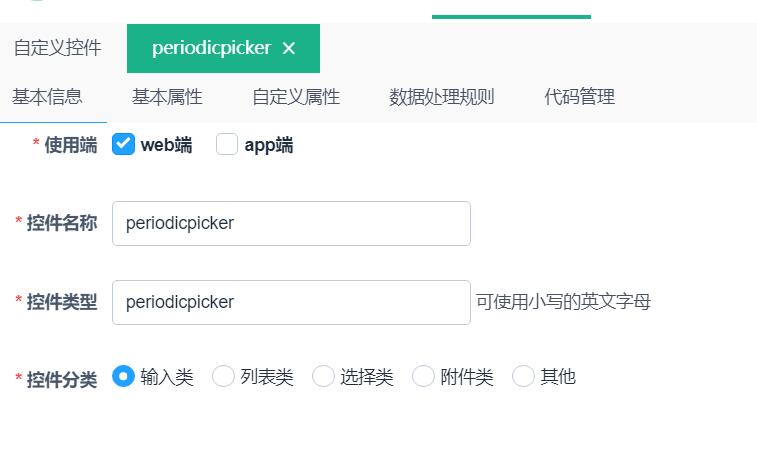 自定义控件 periodicpicker ×
基本信息 基本属性 自定义属性 数据处理规则 代码管理
* 使用端 web端 app端
* 控件名称 periodicpicker
* 控件类型 periodicpicker 可使用小写的英文字母
* 控件分类 输入类 列表类 选择类 附件类 其他